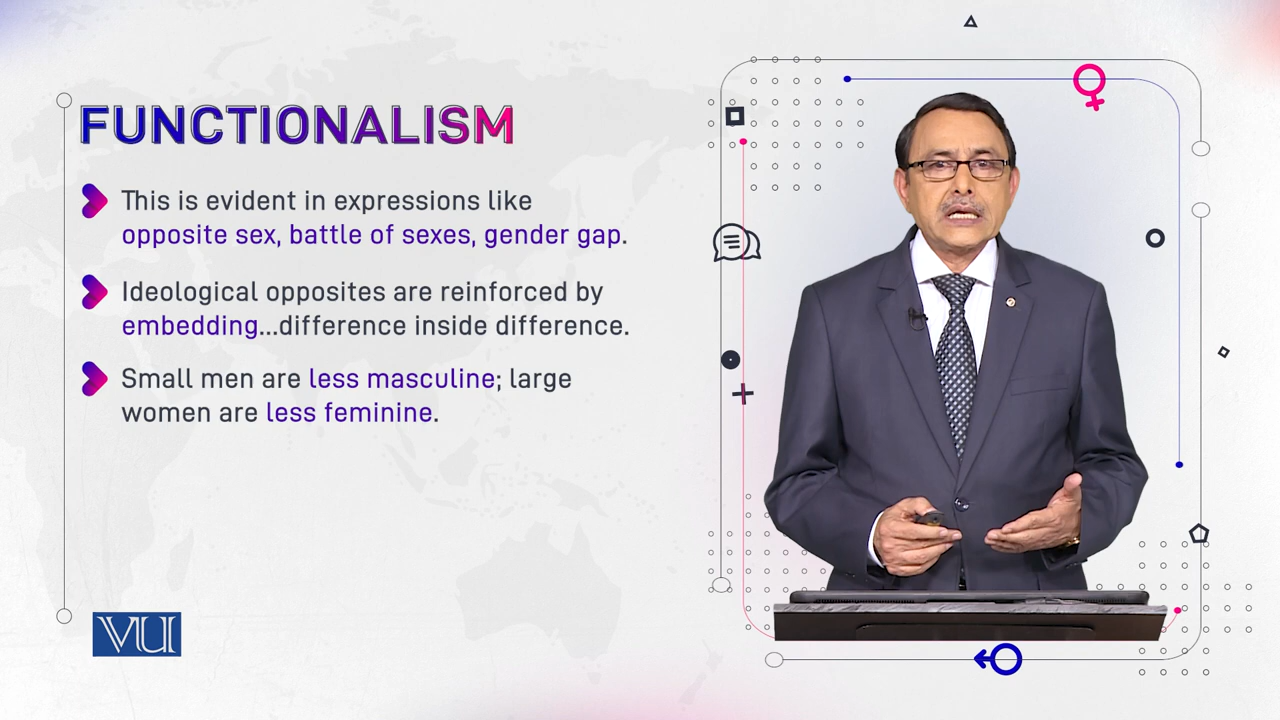 FUNCTIONALISM
This is evident in expressions like
opposite sex, battle of sexes, gender gap.
Ideological opposites are reinforced by
embedding...difference inside difference.
Small men are less masculine; large
women are less feminine.
VU